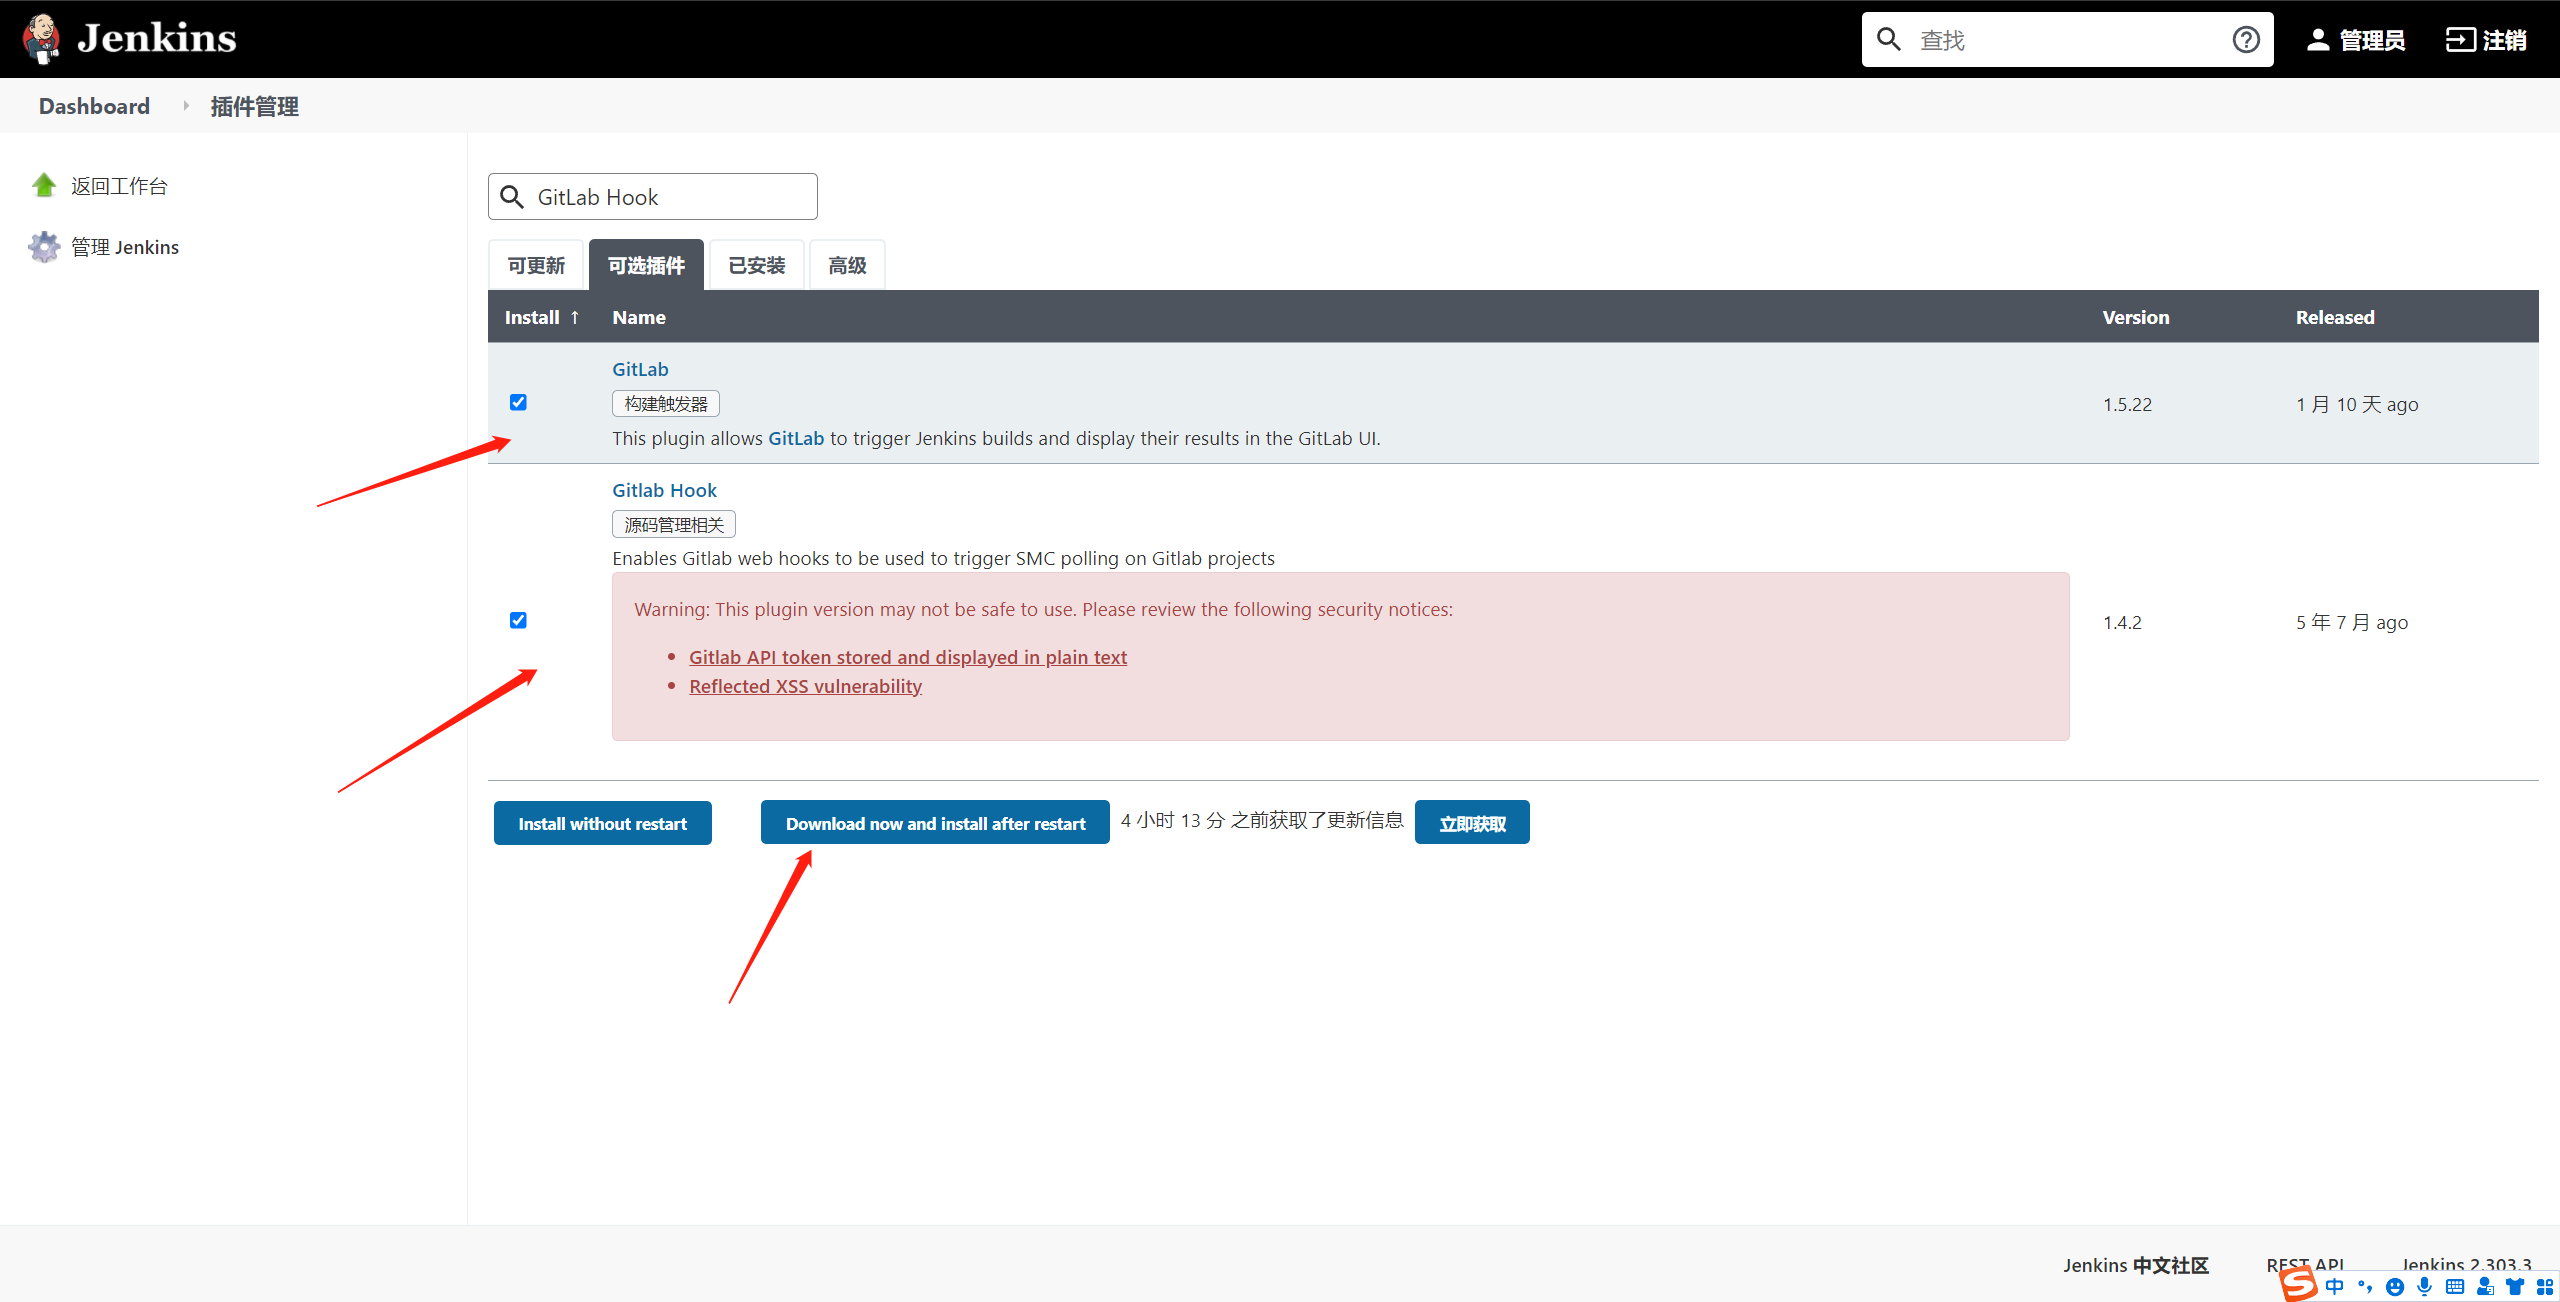 Jenkins
查找
管理员
注销
Dashboard
插件管理
返回工作台
管理 Jenkins
GitLab Hook
可更新
可选插件
已安装
高级
Install ↑
Name
Version
Released
GitLab
构建触发器
This plugin allows GitLab to trigger Jenkins builds and display their results in the GitLab UI.
1.5.22
1 月 10 天 ago
Gitlab Hook
源码管理相关
Enables Gitlab web hooks to be used to trigger SMC polling on Gitlab projects
Warning: This plugin version may not be safe to use. Please review the following security notices:
Gitlab API token stored and displayed in plain text
Reflected XSS vulnerability
1.4.2
5 年 7 月 ago
Install without restart
Download now and install after restart
4 小时 13 分 之前获取了更新信息
立即获取
Jenkins 中文社区
REST API
Jenkins 2.303.3
中